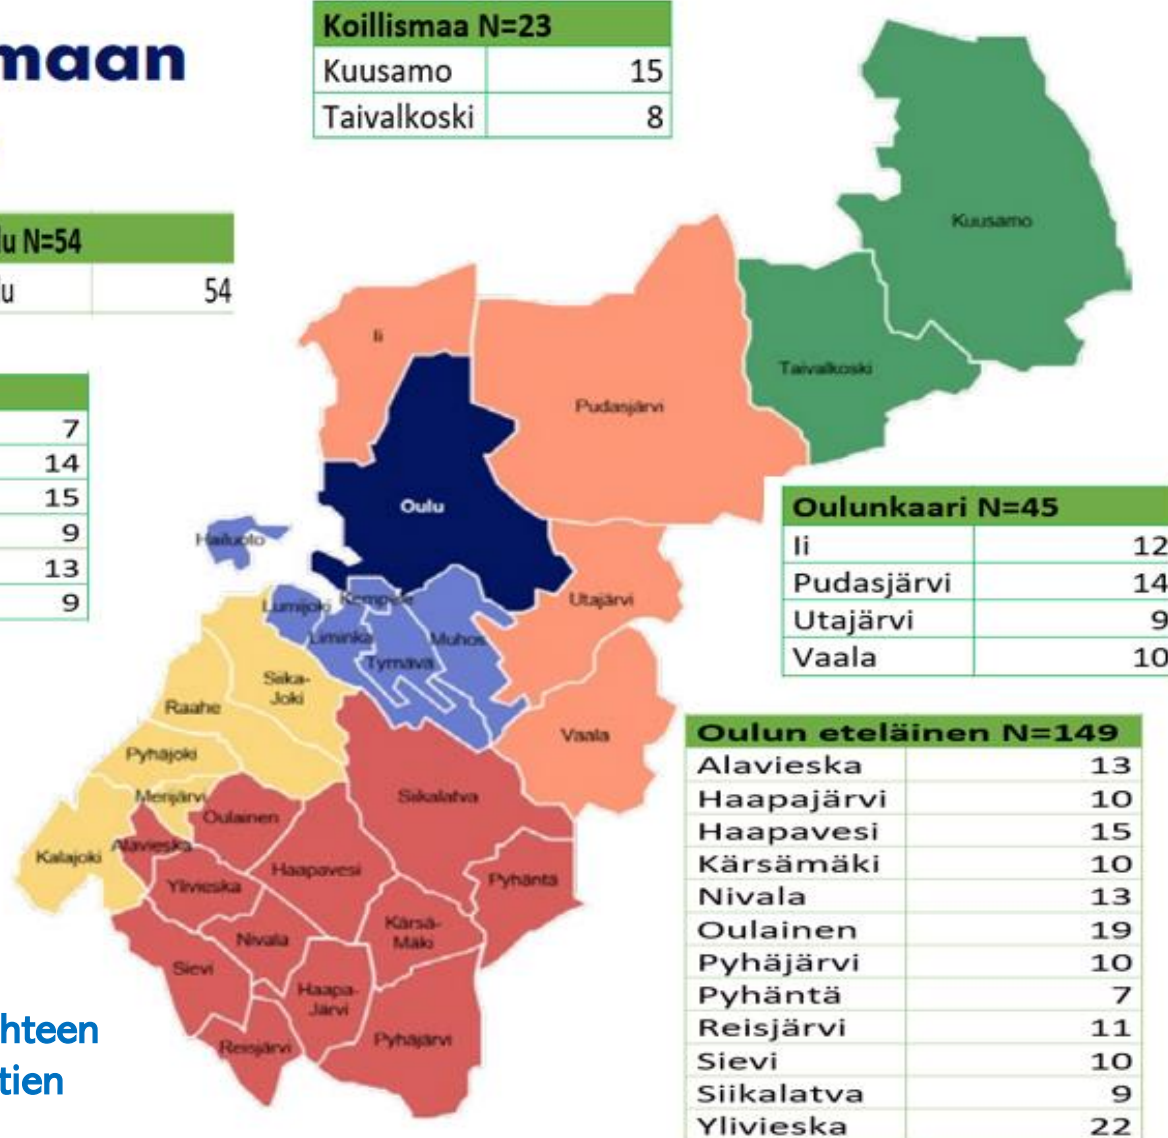 maan
Koillismaa N=23
Kuusamo 15
Taivalkoski 8
lu N=54
lu 54
7
14
15
9
13
9
Kuusamo
Taivalkoski
Ii
Pudasjärvi
Oulu
Hailuoto
Utajärvi
Lumijoki
Kempele
Liminka
Muhos
Tyrnävä
Siika-
Joki
Raahe
Vaala
Pyhäjoki
Merijärvi
Siikalatva
Oulainen
Alavieska
Kalajoki
Haapavesi
Ylivieska
Pyhäntä
Kärsä-
Mäki
Nivala
Sievi
Haapa-
Järvi
Pyhäjärvi
Reisjärvi
Oulunkaari N=45
Ii 12
Pudasjärvi 14
Utajärvi 9
Vaala 10
Oulun eteläinen N=149
Alavieska 13
Haapajärvi 10
Haapavesi 15
Kärsämäki 10
Nivala 13
Oulainen 19
Pyhäjärvi 10
Pyhäntä 7
Reisjärvi 11
Sievi 10
Siikalatva 9
Ylivieska 22
hteen
tien